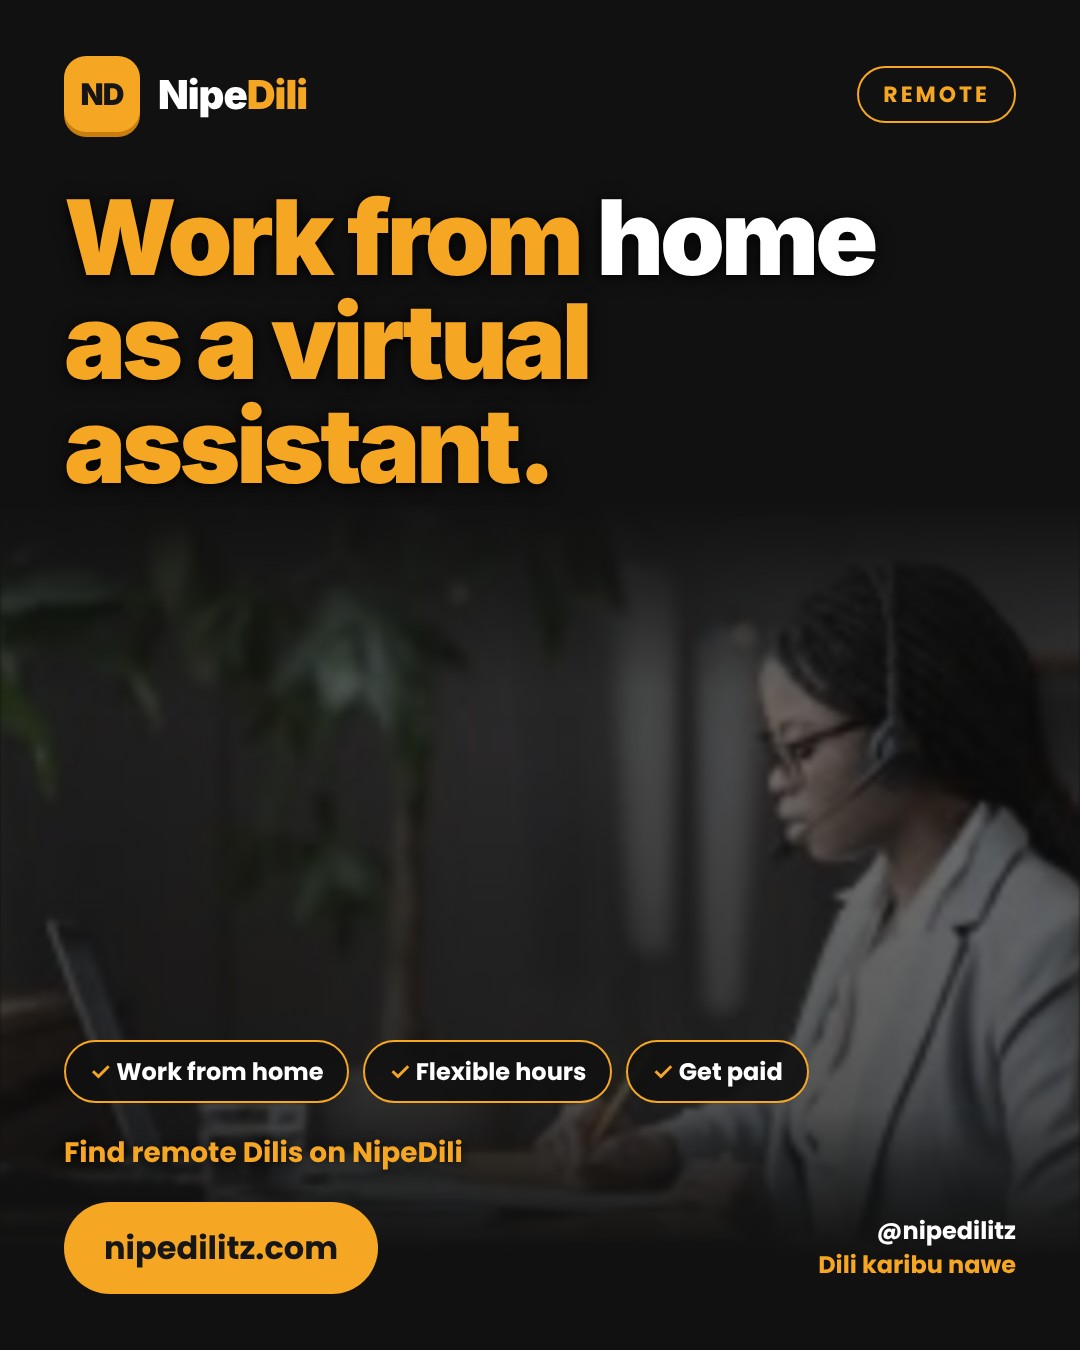 ND
NipeDili
REMOTE
Work from home
as a virtual
assistant.
✓ Work from home
✓ Flexible hours
✓ Get paid
Find remote Dilis on NipeDili
nipedilitz.com
@nipedilitz
Dili karibu nawe